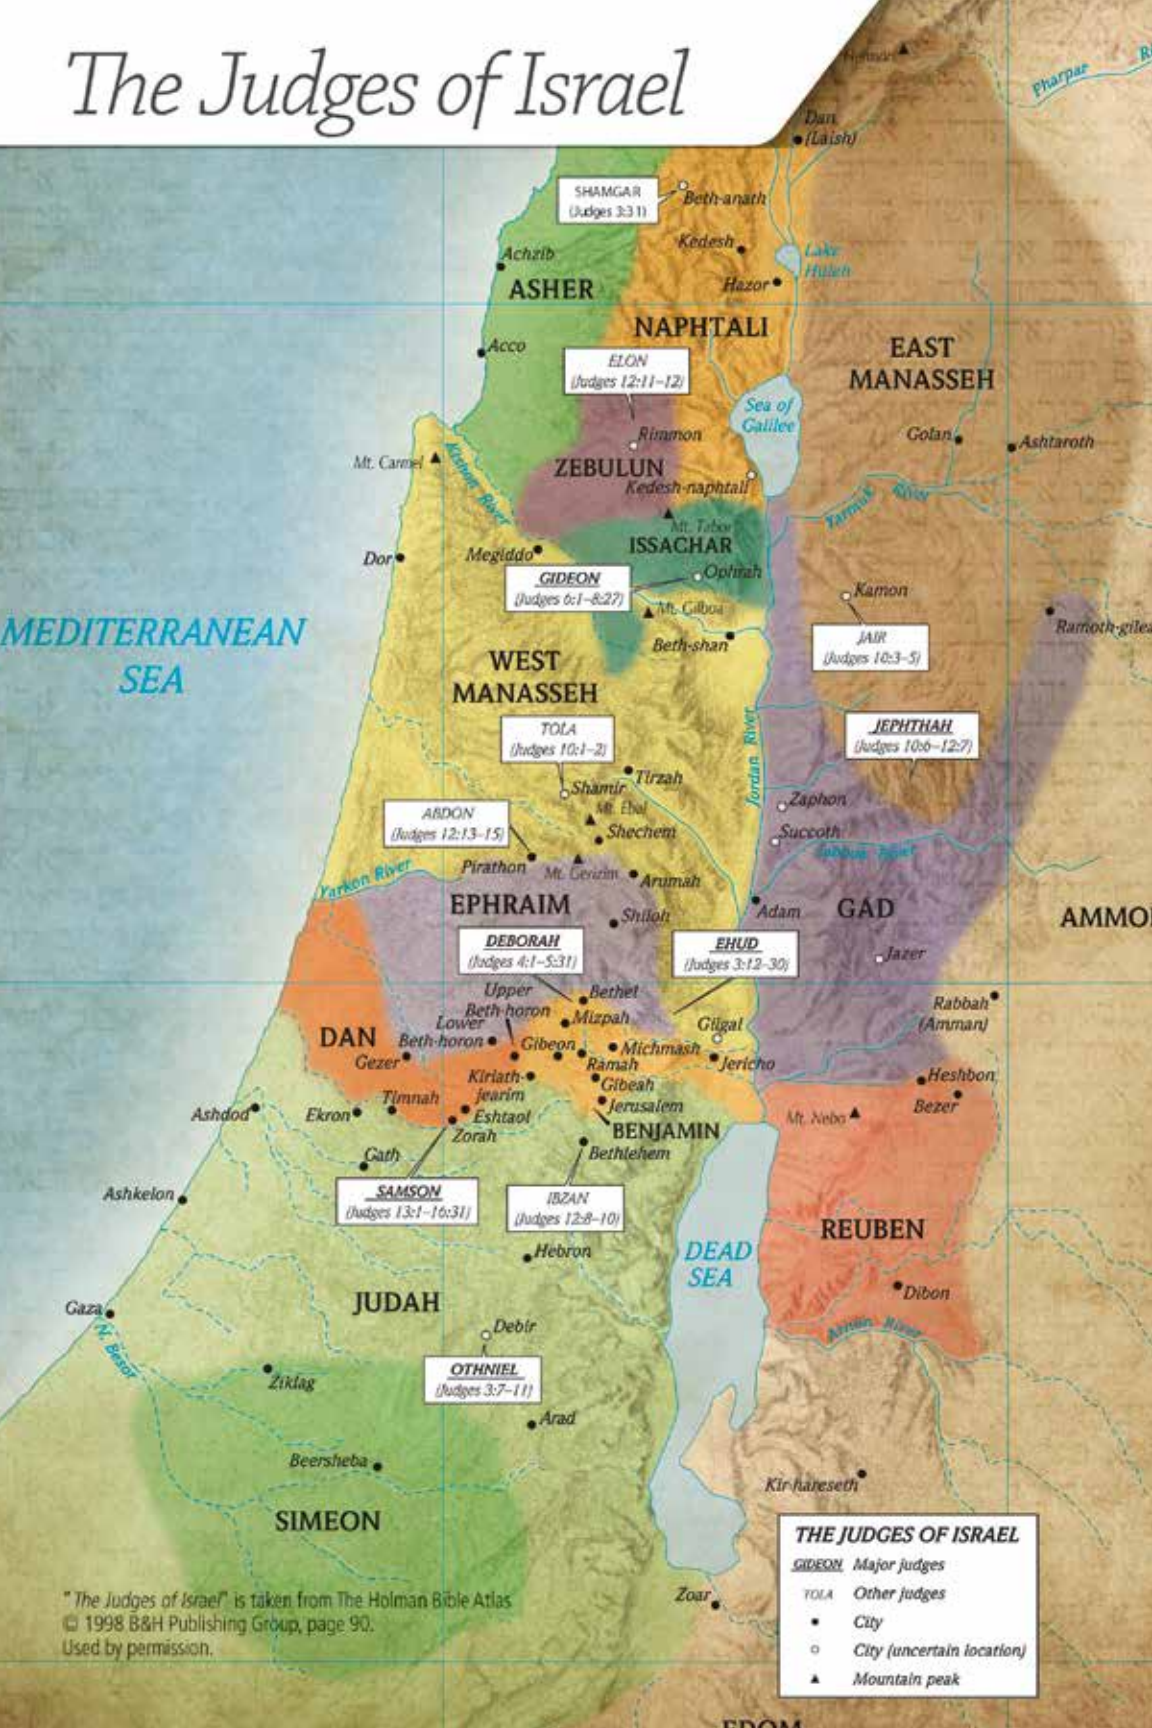 The Judges of Israel
Hermon
Pharpar
Dan
(Laish)
SHAMGAR
(Judges 3:31)
Beth-anath
Kedesh
Lake
Huleh
Achzib
ASHER
Hazor
NAPHTALI
Acco
ELON
(Judges 12:11–12)
EAST
MANASSEH
Sea of
Galilee
Rimmon
Golan
Ashtaroth
Mt. Carmel
Kishon River
ZEBULUN
Kedesh-naphtali
Yarmuk River
Mt. Tabor
ISSACHAR
Dor
Megiddo
GIDEON
(Judges 6:1–8:27)
Ophrah
Kamon
Mt. Gilboa
Ramoth-gilea
MEDITERRANEAN
SEA
Beth-shan
JAIR
(Judges 10:3–5)
WEST
MANASSEH
TOLA
(Judges 10:1–2)
JEPHTHAH
(Judges 10:6–12:7)
Jordan River
Tirzah
Shamir
Zaphon
Mt. Ebal
ABDON
(Judges 12:13–15)
Shechem
Succoth
Jabbok River
Pirathon
Mt. Gerizim
Arumah
Yarkon River
EPHRAIM
Shiloh
Adam
GAD
AMMO
DEBORAH
(Judges 4:1–5:31)
EHUD
(Judges 3:12–30)
Jazer
Upper
Beth-horon
Bethel
Mizpah
Rabbah
(Amman)
Lower
Beth-horon
Gilgal
DAN
Gezer
Gibeon
Michmash
Ramah
Jericho
Kiriath-
jearim
Gibeah
Heshbon
Bezer
Timnah
Ashdod
Ekron
Eshtaol
Jerusalem
Mt. Nebo
Zorah
BENJAMIN
Gath
Bethlehem
Ashkelon
SAMSON
(Judges 13:1–16:31)
IBZAN
(Judges 12:8–10)
REUBEN
Hebron
DEAD
SEA
Dibon
JUDAH
Gaza
N. Besor
Debir
Arnon River
OTHNIEL
(Judges 3:7–11)
Ziklag
Arad
Beersheba
Kir-hareseth
SIMEON
THE JUDGES OF ISRAEL
GIDEON Major judges
TOLA Other judges
City
City (uncertain location)
Mountain peak
Zoar
"The Judges of Israel" is taken from The Holman Bible Atlas
© 1998 B&H Publishing Group, page 90.
Used by permission.
EDOM